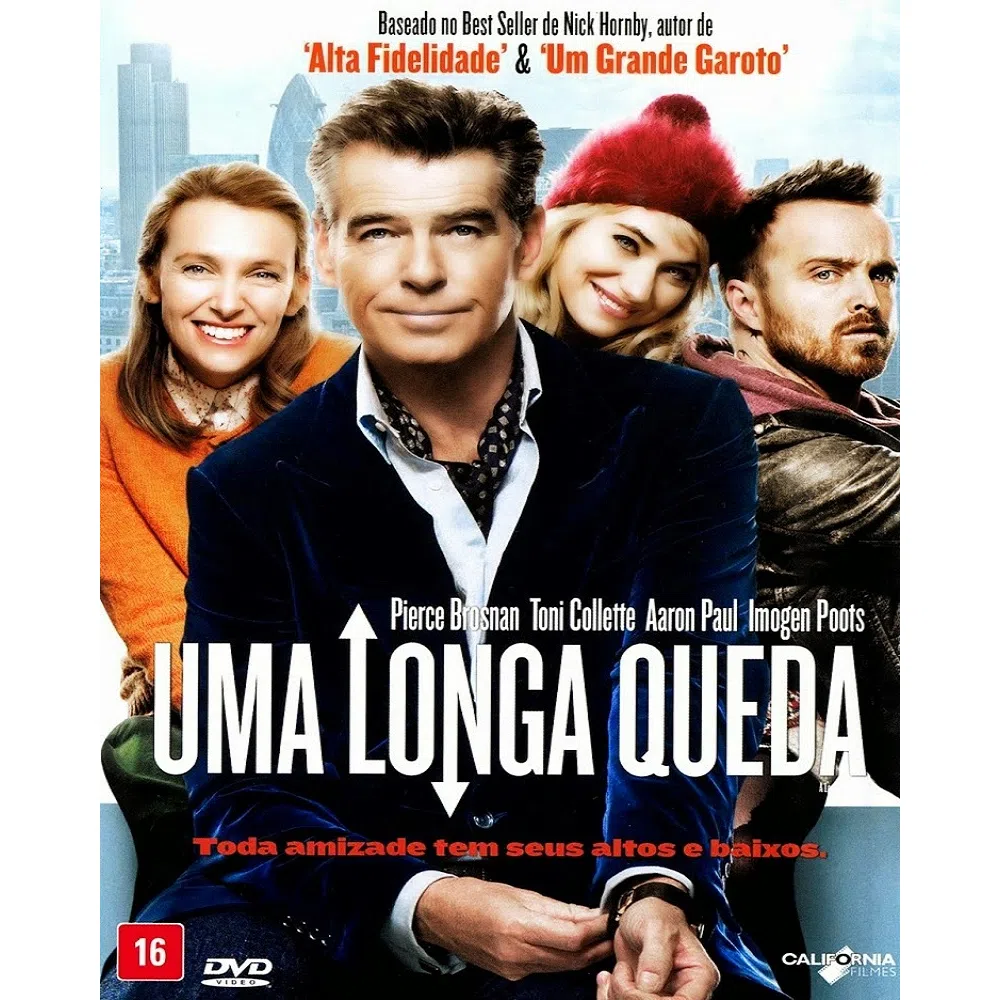 Baseado no Best Seller de Nick Hornby, autor de
'Alta Fidelidade' & 'Um Grande Garoto'
Pierce Brosnan Toni Collette Aaron Paul Imogen Poots
UMA LONGA QUEDA
Toda amizade tem seus altos e baixos.
16
DVD
VIDEO
CALIFORNIA
FILMES